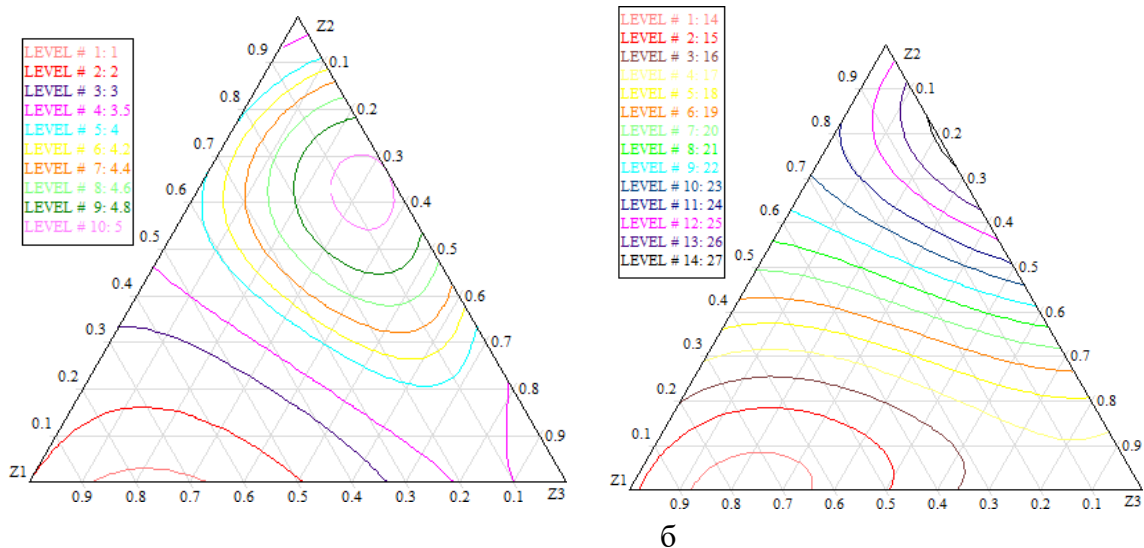 LEVEL # 1: 1
LEVEL # 2: 2
LEVEL # 3: 3
LEVEL # 4: 3.5
LEVEL # 5: 4
LEVEL # 6: 4.2
LEVEL # 7: 4.4
LEVEL # 8: 4.6
LEVEL # 9: 4.8
LEVEL # 10: 5
Z2
0.9
0.1
0.8
0.2
0.7
0.3
0.6
0.4
0.5
0.5
0.4
0.6
0.3
0.7
0.2
0.8
0.1
0.9
Z1
Z3
0.9
0.8
0.7
0.6
0.5
0.4
0.3
0.2
0.1
LEVEL # 1: 14
LEVEL # 2: 15
LEVEL # 3: 16
LEVEL # 4: 17
LEVEL # 5: 18
LEVEL # 6: 19
LEVEL # 7: 20
LEVEL # 8: 21
LEVEL # 9: 22
LEVEL # 10: 23
LEVEL # 11: 24
LEVEL # 12: 25
LEVEL # 13: 26
LEVEL # 14: 27
Z2
0.9
0.1
0.8
0.2
0.7
0.3
0.6
0.4
0.5
0.5
0.4
0.6
0.3
0.7
0.2
0.8
0.1
0.9
Z1
Z3
0.9
0.8
0.7
0.6
0.5
0.4
0.3
0.2
0.1
б